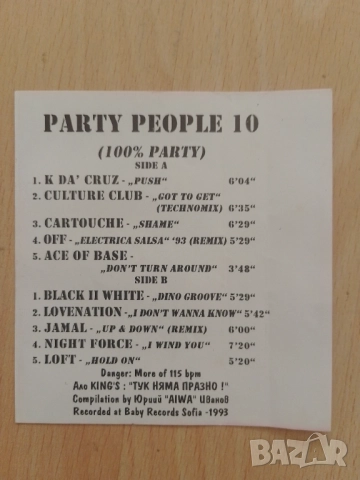 PARTY PEOPLE 10
(100% PARTY)
SIDE A
1. K DA' CRUZ - „PUSH“ 6'04“
2. CULTURE CLUB - „GOT TO GET“
(TECHNOMIX) 6'35“
3. CARTOUCHE - „SHAME“ 6'29“
4. OFF - „ELECTRICA SALSA“ '93 (REMIX) 5'29“
5. ACE OF BASE -
„DON'T TURN AROUND“ 3'48“
SIDE B
1. BLACK II WHITE - „DINO GROOVE“ 5'29“
2. LOVENATION - „I DON'T WANNA KNOW“ 5'42“
3. JAMAL - „UP & DOWN“ (REMIX) 6'00“
4. NIGHT FORCE - „I WIND YOU“ 7'20“
5. LOFT - „HOLD ON“ 5'20“
Danger: More of 115 bpm
Ало KING'S : "ТУК НЯМА ПРАЗНО !"
Compilation by Юрий "AIWA" Иванов
Recorded at Baby Records Sofia -1993
BAZAR
bg